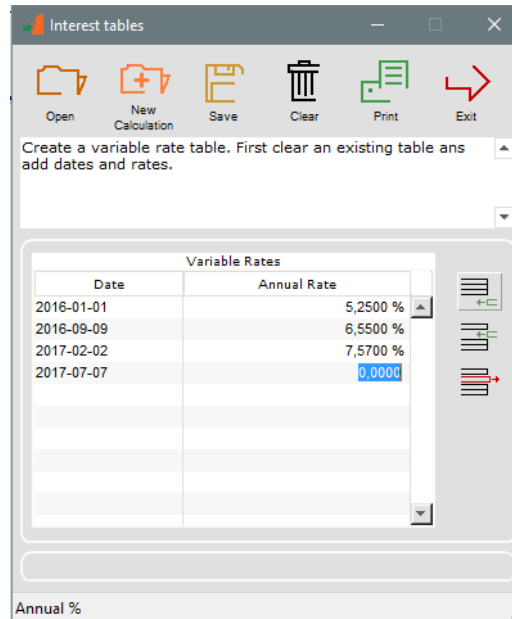 Interest tables
Open
New
Calculation
Save
Clear
Print
Exit
Create a variable rate table. First clear an existing table ans
add dates and rates.
Variable Rates
Date Annual Rate
2016-01-01 5,2500 %
2016-09-09 6,5500 %
2017-02-02 7,5700 %
2017-07-07 0,0000
Annual %